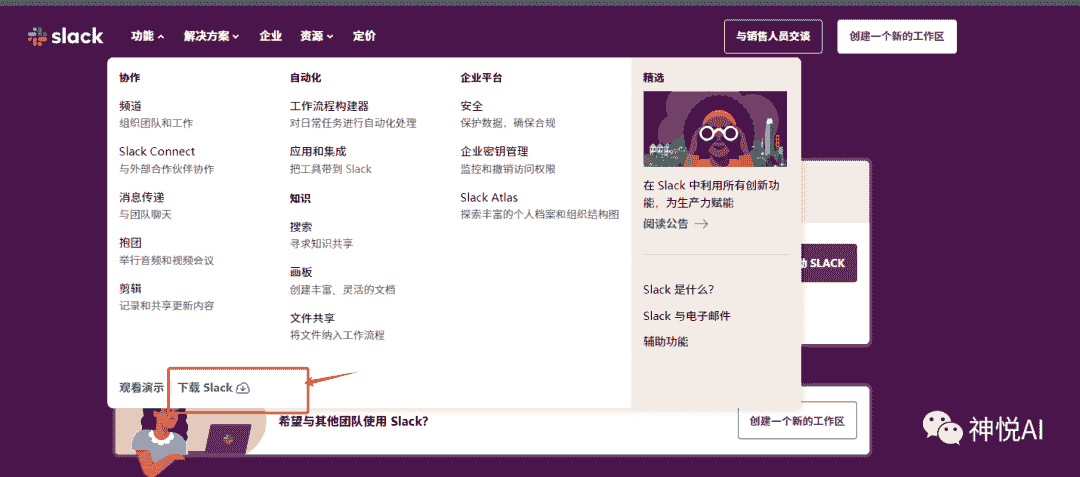 slack
功能
解决方案
企业
资源
定价
与销售人员交谈
创建一个新的工作区
协作
频道
组织团队和工作
Slack Connect
与外部合作伙伴协作
消息传递
与团队聊天
抱团
举行音频和视频会议
剪辑
记录和共享更新内容
自动化
工作流程构建器
对日常任务进行自动化处理
应用和集成
把工具带到 Slack
知识
搜索
寻求知识共享
画板
创建丰富、灵活的文档
文件共享
将文件纳入工作流程
企业平台
安全
保护数据，确保合规
企业密钥管理
监控和撤销访问权限
Slack Atlas
探索丰富的个人档案和组织结构图
精选
在 Slack 中利用所有创新功
能，为生产力赋能
阅读公告
Slack 是什么？
Slack 与电子邮件
辅助功能
观看演示
下载 Slack
SLACK
希望与其他团队使用 Slack?
创建一个新的工作区
神悦AI